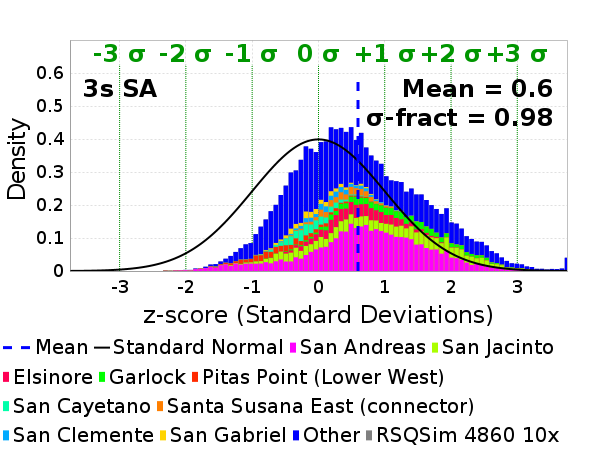 -3 σ -2 σ -1 σ 0 σ +1 σ +2 σ +3 σ
3s SA
Mean = 0.6
σ-fract = 0.98
Density
0.6
0.5
0.4
0.3
0.2
0.1
0
-3 -2 -1 0 1 2 3
z-score (Standard Deviations)
Mean Standard Normal San Andreas San Jacinto
Elsinore Garlock Pitas Point (Lower West)
San Cayetano Santa Susana East (connector)
San Clemente San Gabriel Other RSQSim 4860 10x